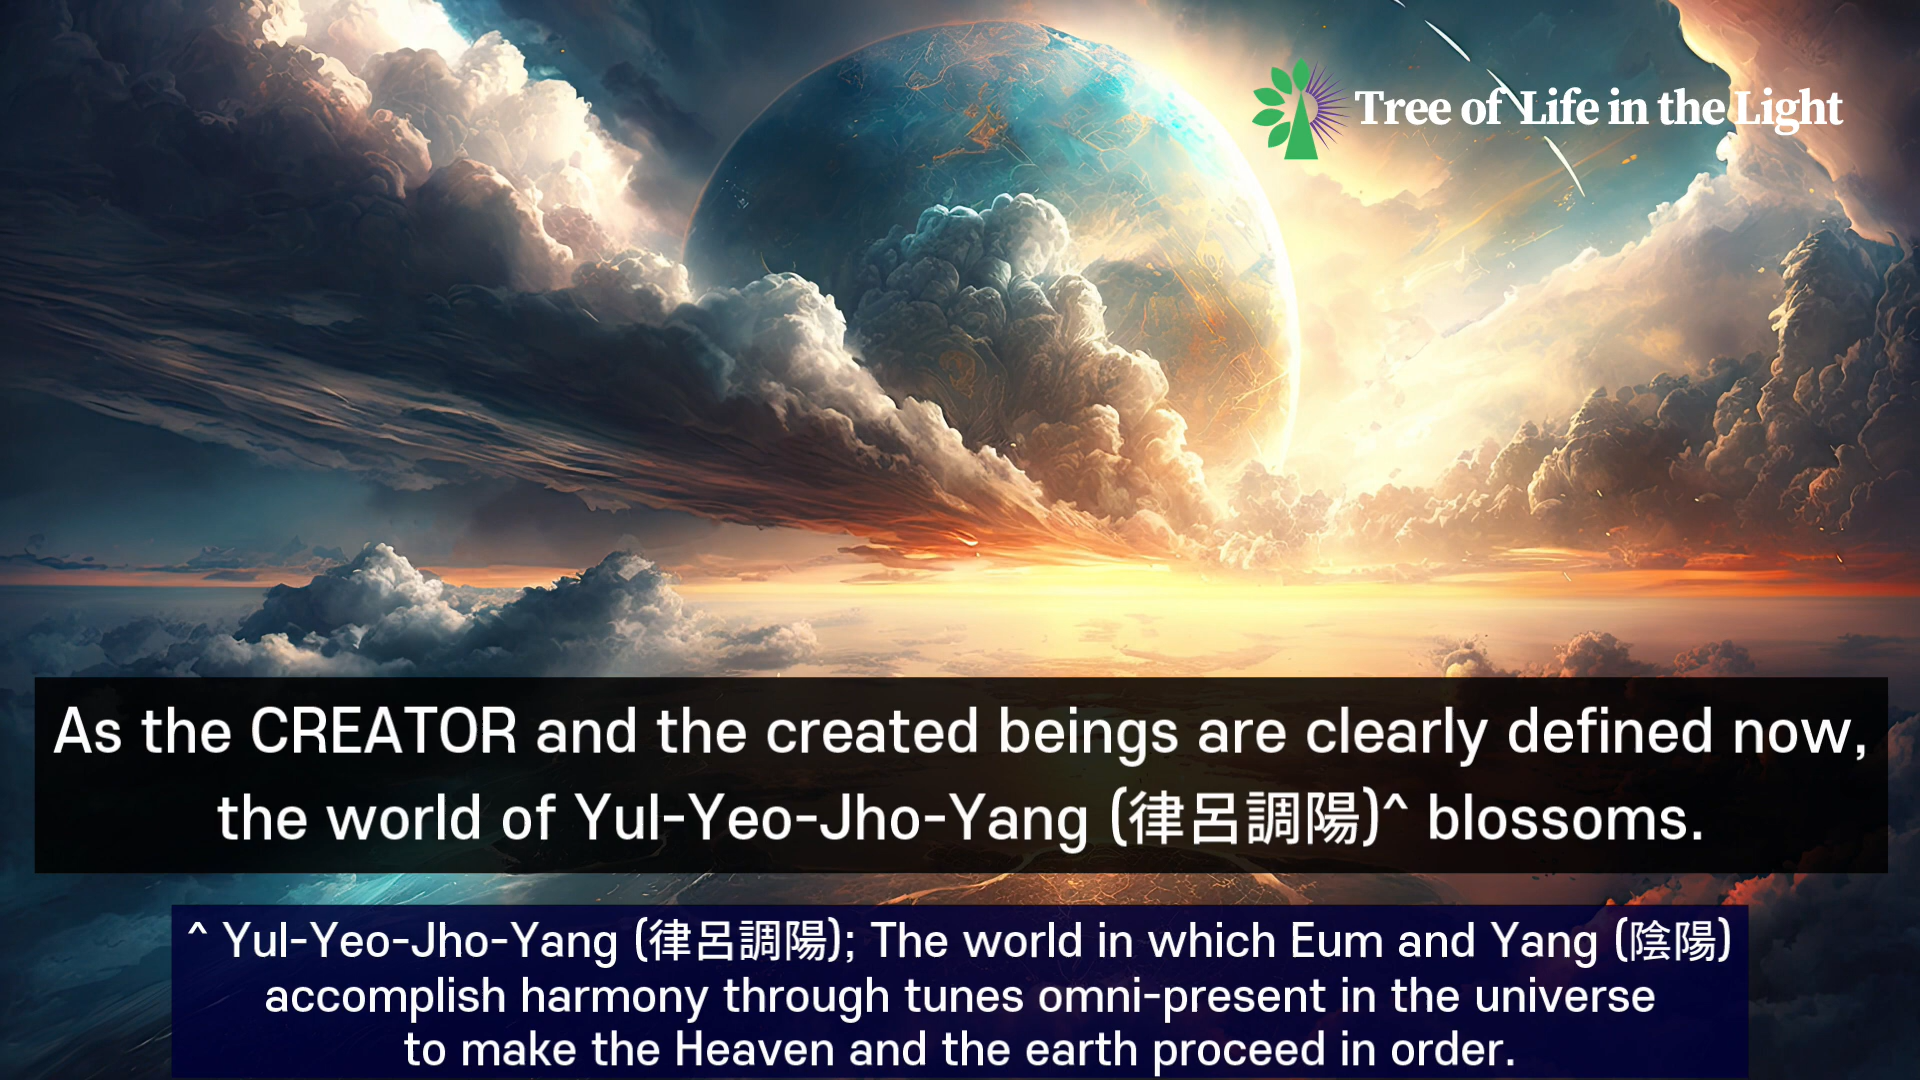 Tree of Life in the Light
As the CREATOR and the created beings are clearly defined now,
the world of Yul-Yeo-Jho-Yang (律呂調陽)^ blossoms.
^ Yul-Yeo-Jho-Yang (律呂調陽); The world in which Eum and Yang (陰陽)
accomplish harmony through tunes omni-present in the universe
to make the Heaven and the earth proceed in order.